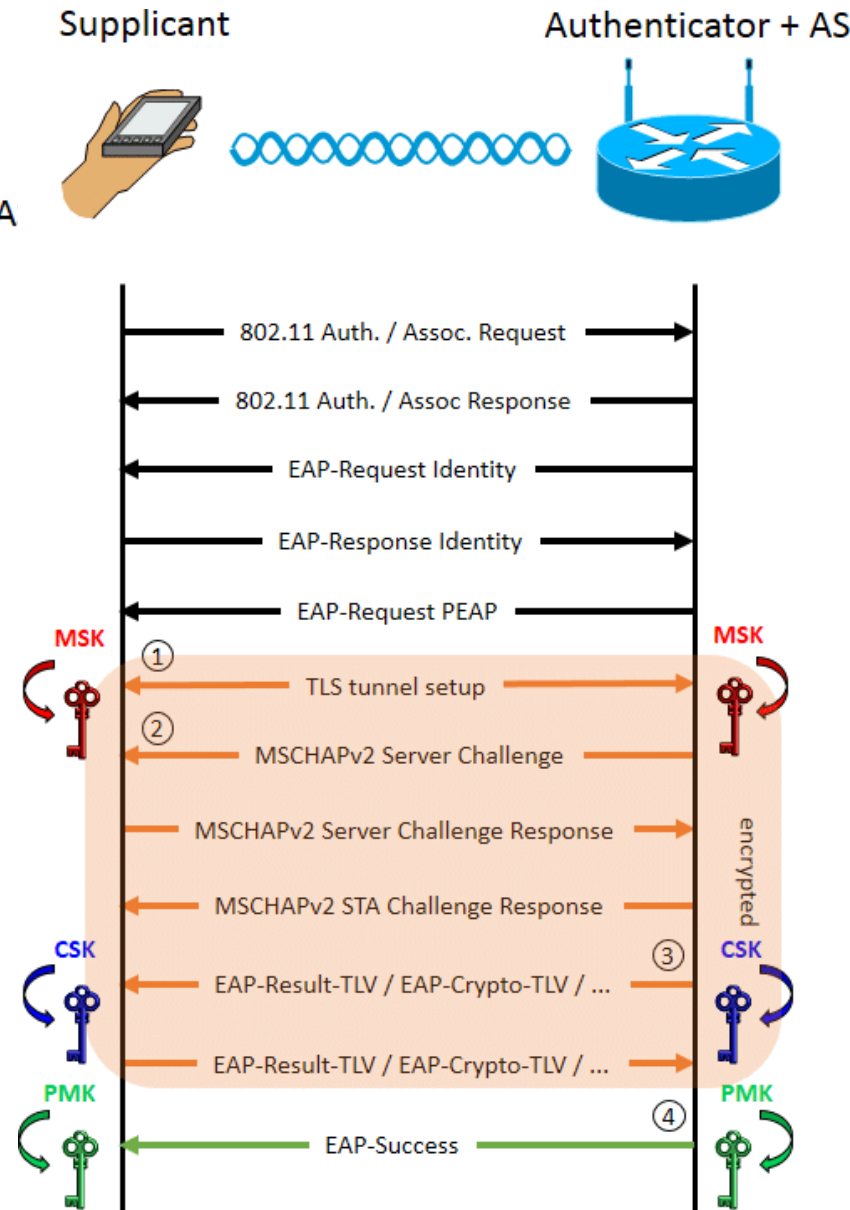 Supplicant
Authenticator + AS
A
802.11 Auth. / Assoc. Request
802.11 Auth. / Assoc Response
EAP-Request Identity
EAP-Response Identity
EAP-Request PEAP
MSK
MSK
1
TLS tunnel setup
2
MSCHAPv2 Server Challenge
MSCHAPv2 Server Challenge Response
encrypted
MSCHAPv2 STA Challenge Response
CSK
3
CSK
EAP-Result-TLV / EAP-Crypto-TLV / ...
EAP-Result-TLV / EAP-Crypto-TLV / ...
PMK
PMK
4
EAP-Success